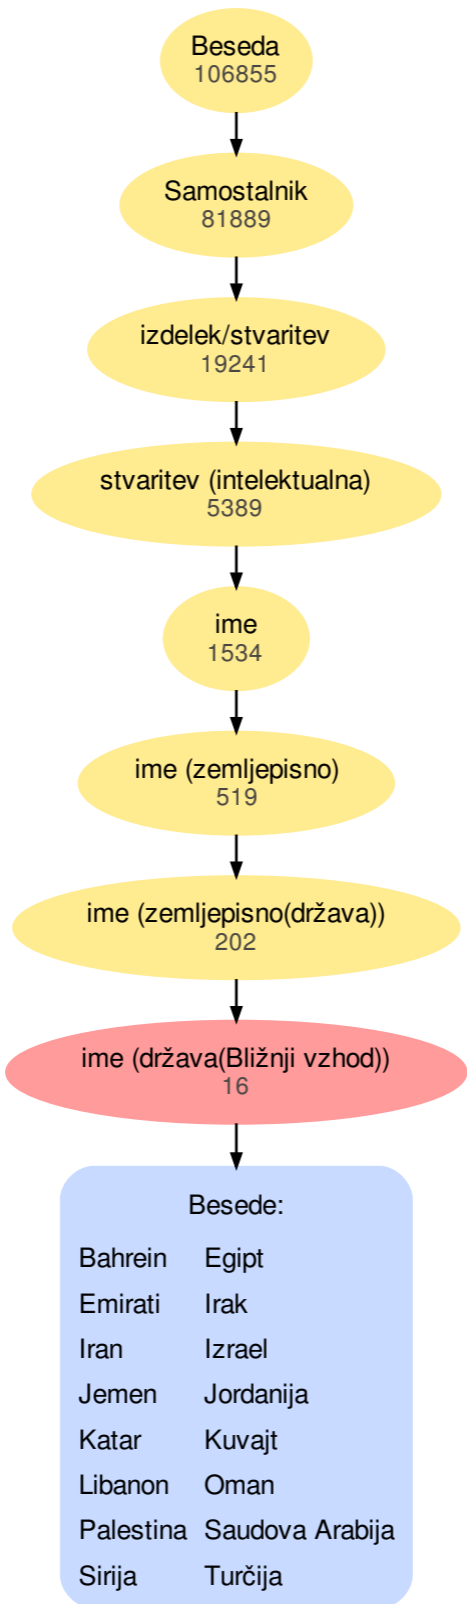 Beseda
106855
Samostalnik
81889
izdelek/stvaritev
19241
stvaritev (intelektualna)
5389
ime
1534
ime (zemljepisno)
519
ime (zemljepisno(država))
202
ime (država(Bližnji vzhod))
16
Besede:
Bahrein Egipt
Emirati Irak
Iran Izrael
Jemen Jordanija
Katar Kuvajt
Libanon Oman
Palestina Saudova Arabija
Sirija Turčija